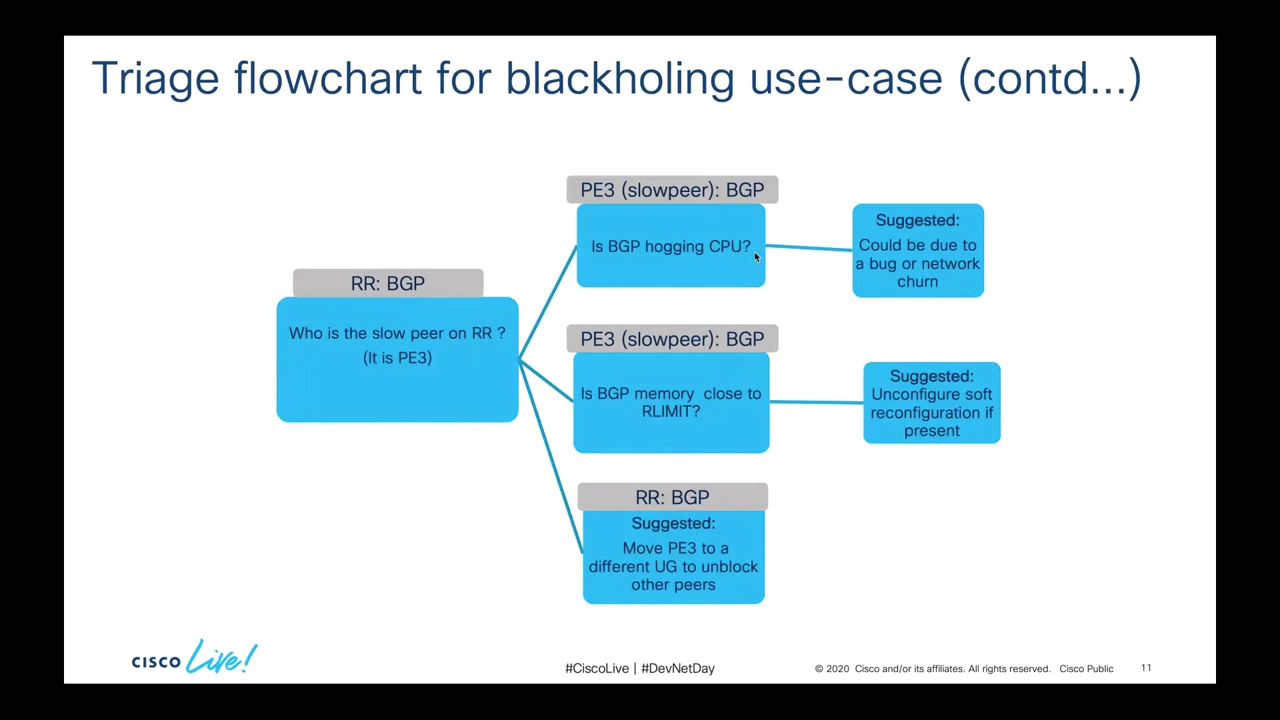 Triage flowchart for blackholing use-case (contd...)
RR: BGP
Who is the slow peer on RR ?
(It is PE3)
PE3 (slowpeer): BGP
Is BGP hogging CPU?
Suggested:
Could be due to
a bug or network
churn
PE3 (slowpeer): BGP
Is BGP memory close to
RLIMIT?
Suggested:
Unconfigure soft
reconfiguration if
present
RR: BGP
Suggested:
Move PE3 to a
different UG to unblock
other peers
CISCO Live!
#CiscoLive | #DevNetDay
© 2020 Cisco and/or its affiliates. All rights reserved. Cisco Public
11